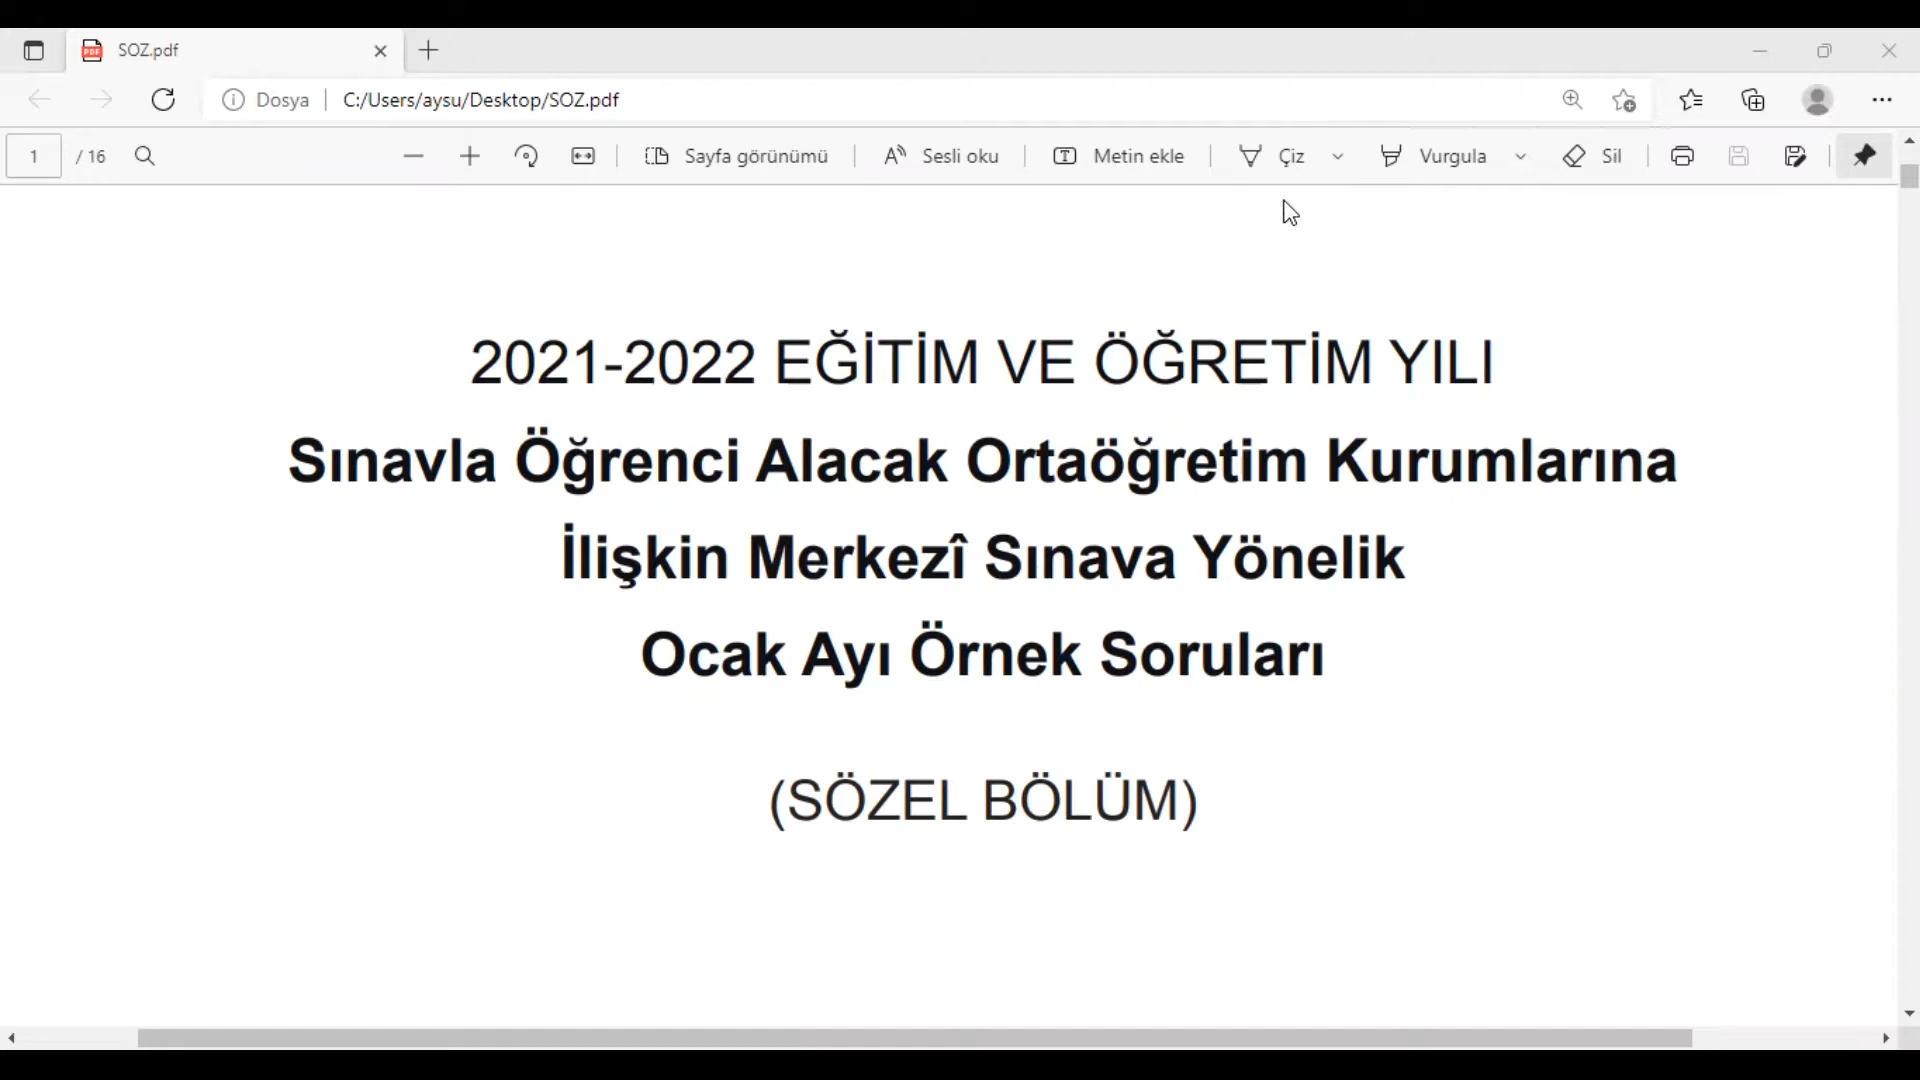 SOZ.pdf
Dosya C:/Users/aysu/Desktop/SOZ.pdf
1 / 16 Sayfa görünümü Sesli oku Metin ekle Çiz Vurgula Sil
2021-2022 EĞİTİM VE ÖĞRETİM YILI
Sınavla Öğrenci Alacak Ortaöğretim Kurumlarına
İlişkin Merkezî Sınava Yönelik
Ocak Ayı Örnek Soruları
(SÖZEL BÖLÜM)